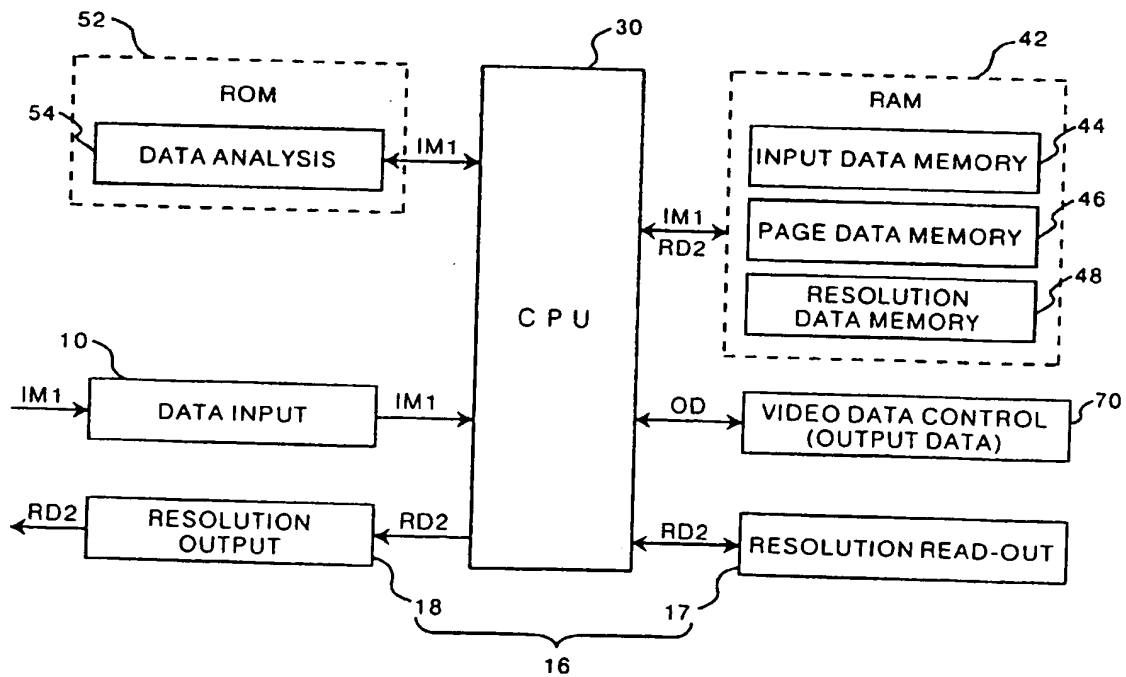 52
30
42
ROM
RAM
54
DATA ANALYSIS
IM1
INPUT DATA MEMORY
44
IM1
RD2
PAGE DATA MEMORY
46
CPU
RESOLUTION
DATA MEMORY
48
10
IM1
DATA INPUT
IM1
OD
VIDEO DATA CONTROL
(OUTPUT DATA)
70
RD2
RESOLUTION
OUTPUT
RD2
RD2
RESOLUTION READ-OUT
18
17
16